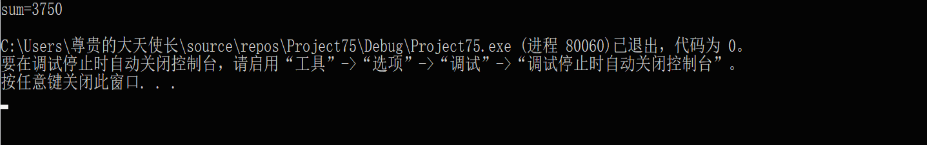 sum=3750
C:\Users\尊贵的大天使长\source\repos\Project75\Debug\Project75.exe (进程 80060)已退出，代码为 0。
要在调试停止时自动关闭控制台，请启用“工具”->“选项”->“调试”->“调试停止时自动关闭控制台”。
按任意键关闭此窗口. . .